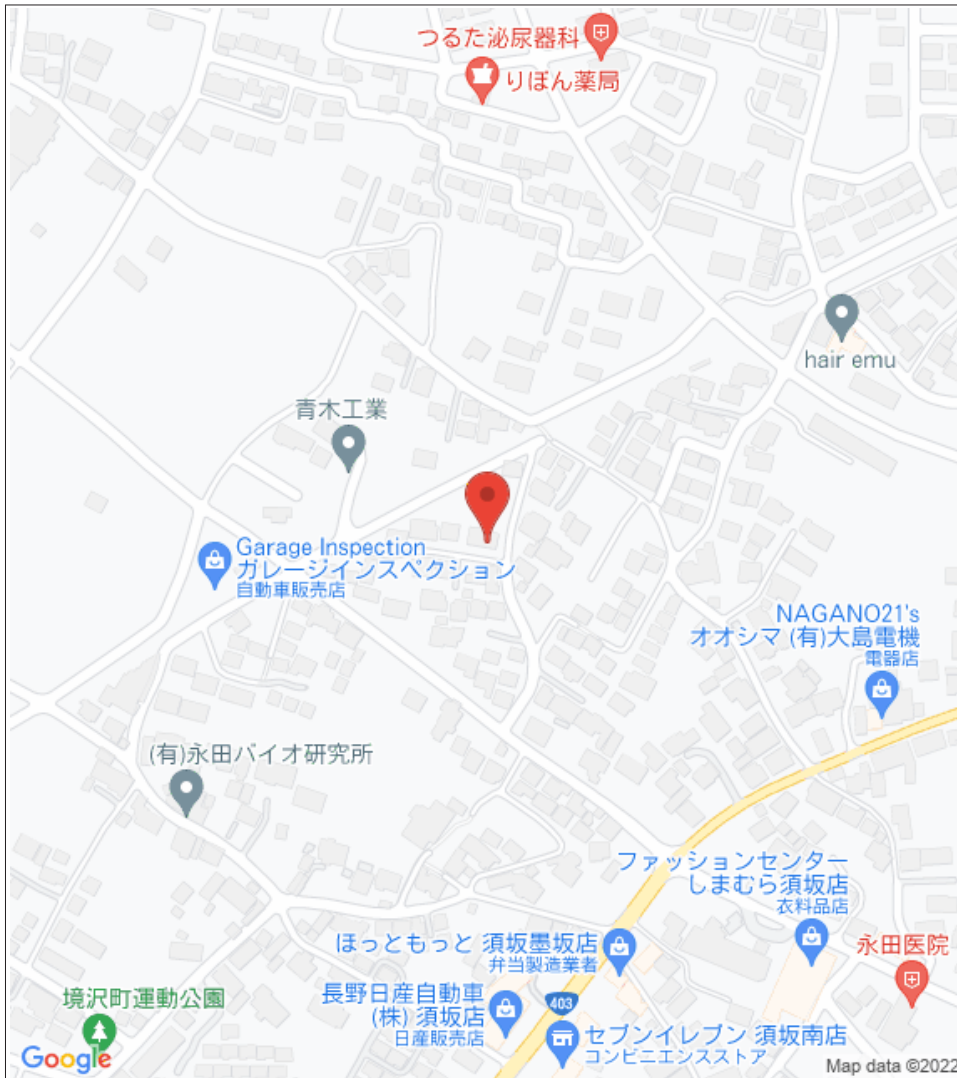 つるた泌尿器科
りぼん薬局
hair emu
青木工業
Garage Inspection
ガレージインスペクション
自動車販売店
NAGANO21's
オオシマ (有)大島電機
電器店
(有)永田バイオ研究所
ファッションセンター
しまむら須坂店
衣料品店
ほっともっと 須坂墨坂店
弁当製造業者
永田医院
境沢町運動公園
長野日産自動車
(株) 須坂店
日産販売店
403
セブンイレブン 須坂南店
コンビニエンスストア
Google
Map data ©2022